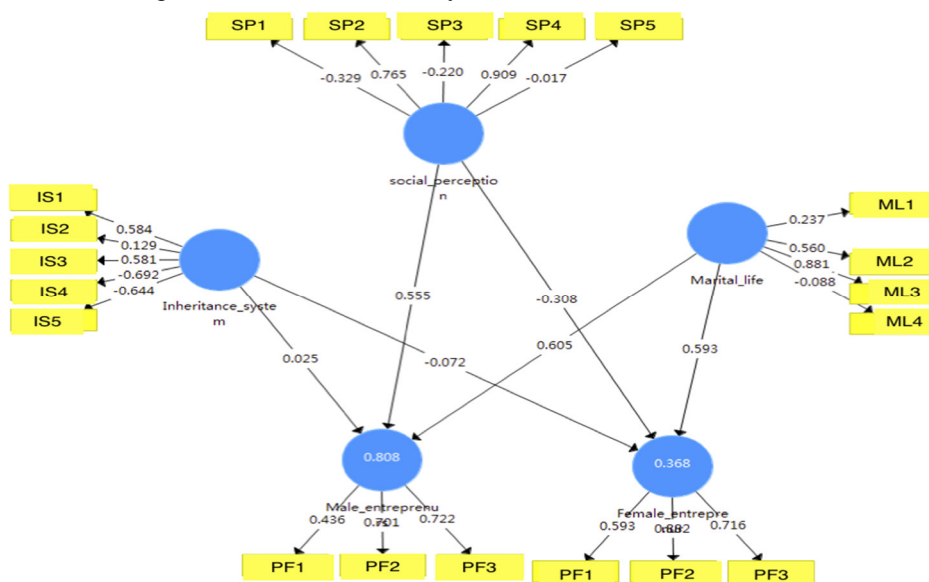 SP1 SP2 SP3 SP4 SP5
-0.329 0.765 -0.220 0.909 -0.017
social_perceptio
n
IS1
IS2
IS3
IS4
IS5
0.584
0.129
0.581
-0.692
-0.644
Inheritance_syste
m
ML1
ML2
ML3
ML4
0.237
0.560
0.881
-0.088
Marital_life
0.555
-0.308
0.025
-0.072
0.605
0.593
0.808
Male_entreprenu
0.436 0.701 0.722
PF1 PF2 PF3
0.368
Female_entrepre
0.593 0.716
PF1 PF2 PF3